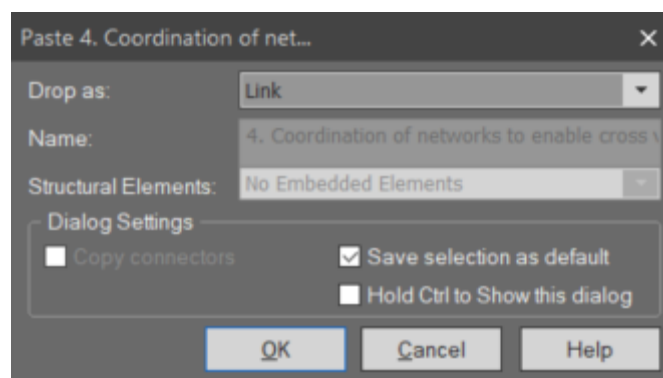 Paste 4. Coordination of net...
Drop as: Link
Name: 4. Coordination of networks to enable cross
Structural Elements: No Embedded Elements
Dialog Settings
Copy connectors Save selection as default
Hold Ctrl to Show this dialog
OK Cancel Help